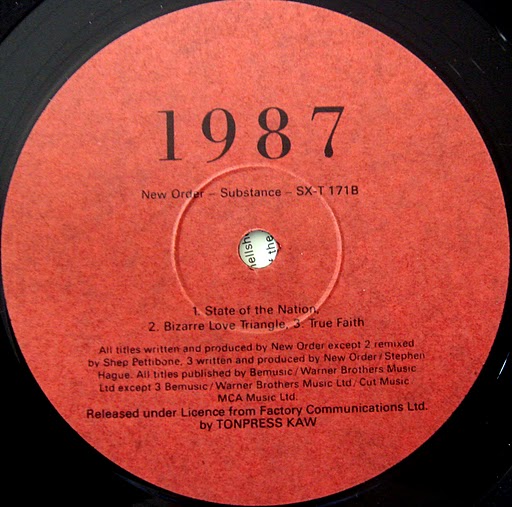 1987
New Order – Substance – SX-T 171B
hellsh
f the
1. State of the Nation,
2. Bizarre Love Triangle, 3. True Faith
All titles written and produced by New Order except 2 remixed
by Shep Pettibone, 3 written and produced by New Order/Stephen
Hague. All titles published by Bemusic/Warner Brothers Music
Ltd except 3 Bemusic/Warner Brothers Music Ltd/Cut Music
MCA Music Ltd.
Released under Licence from Factory Communications Ltd.
by TONPRESS KAW